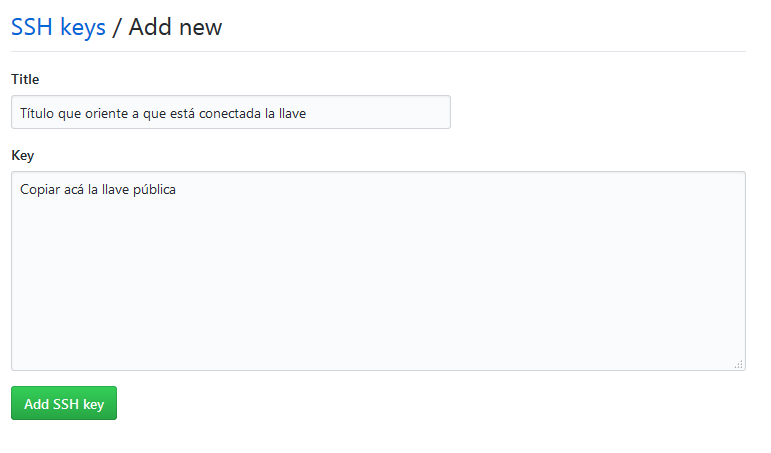 SSH keys / Add new
Title
Título que oriente a que está conectada la llave
Key
Copiar acá la llave pública
Add SSH key